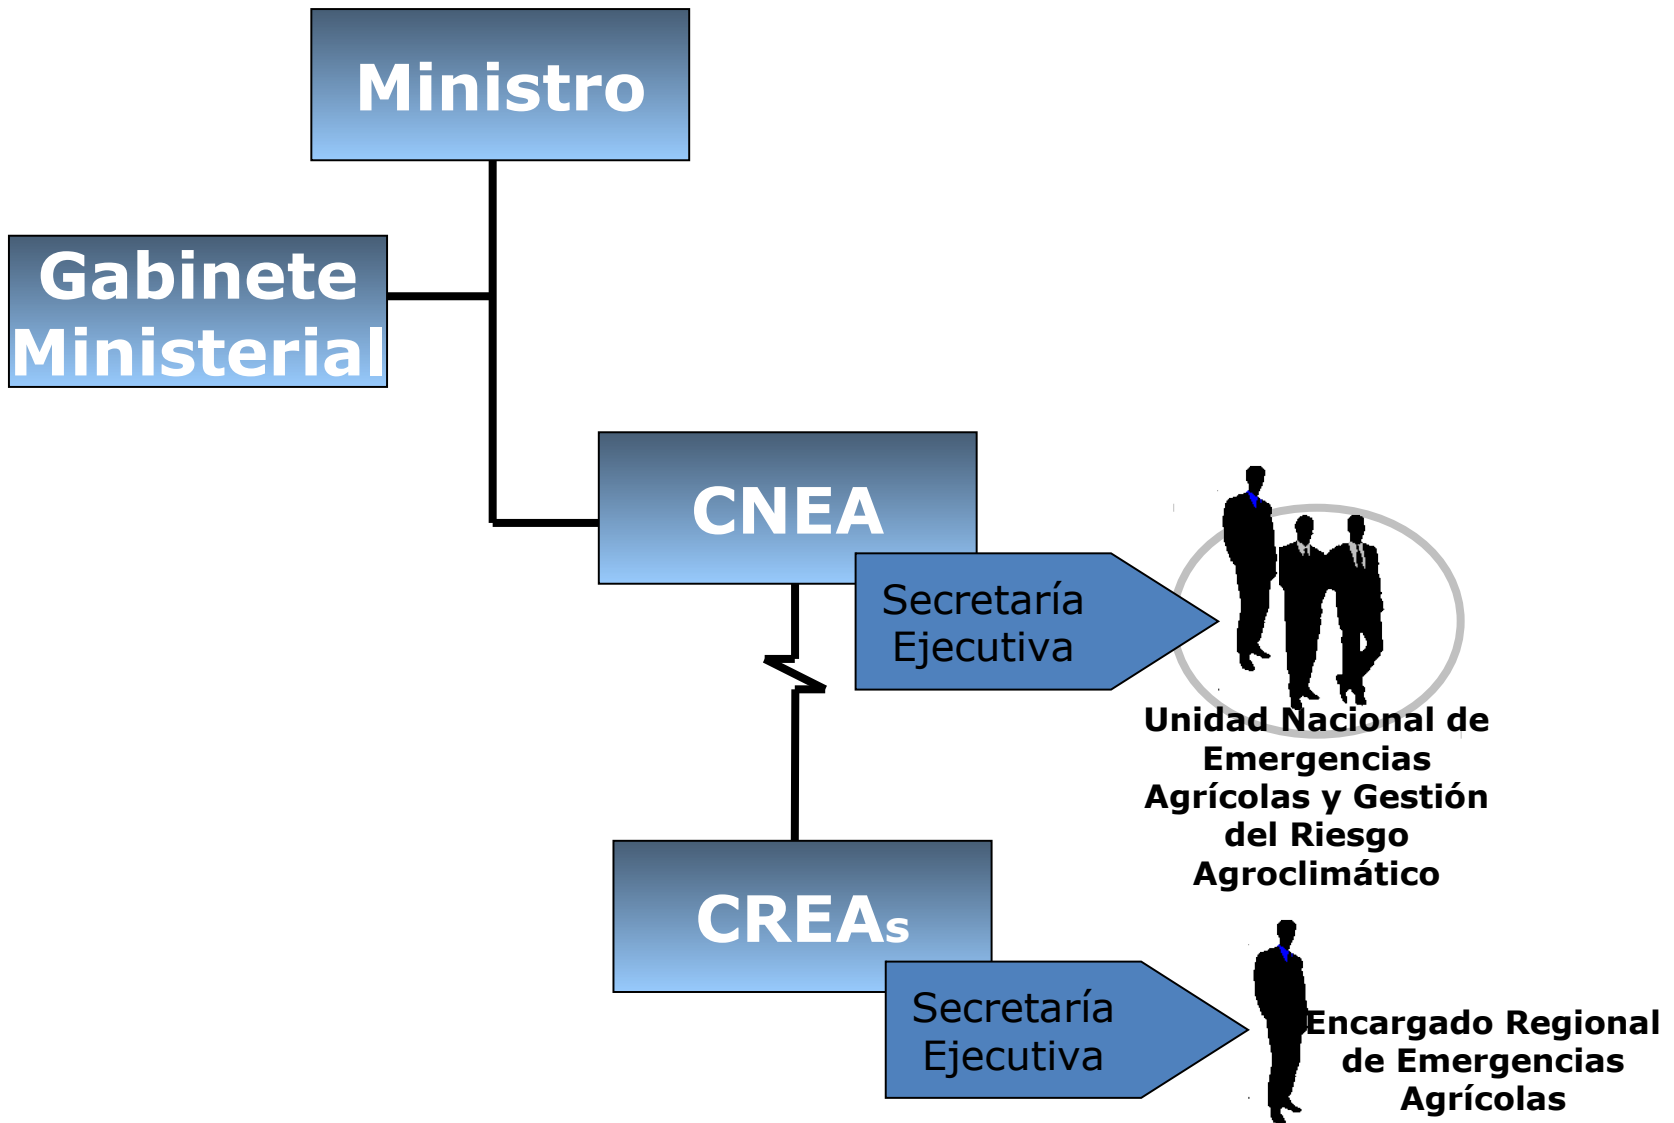 Ministro
Gabinete
Ministerial
CNEA
Secretaría
Ejecutiva
Unidad Nacional de
Emergencias
Agrícolas y Gestión
del Riesgo
Agroclimático
CREAs
Secretaría
Ejecutiva
Encargado Regional
de Emergencias
Agrícolas